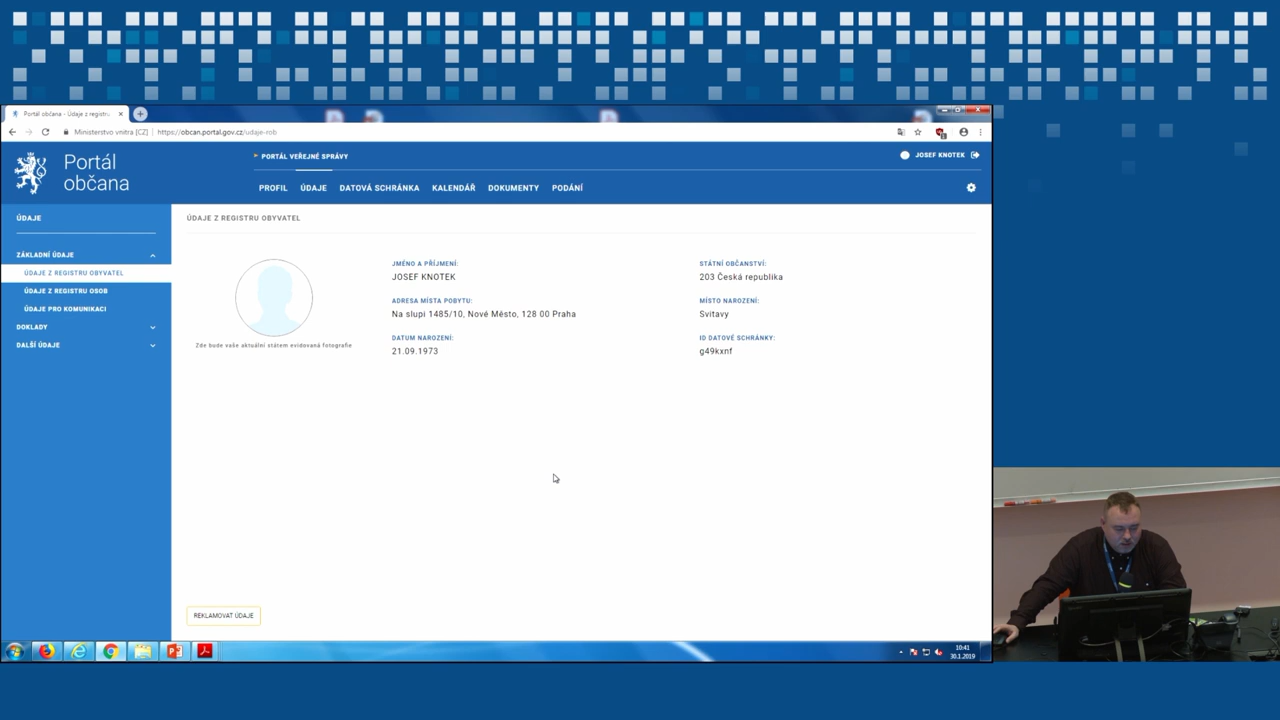 Portál občana - Údaje z registru
Ministerstvo vnitra [CZ]
https://obcan.portal.gov.cz/udaje-rob
Portál
občana
PORTÁL VEŘEJNÉ SPRÁVY
JOSEF KNOTEK
PROFIL
ÚDAJE
DATOVÁ SCHRÁNKA
KALENDÁŘ
DOKUMENTY
PODÁNÍ
ÚDAJE
ZÁKLADNÍ ÚDAJE
ÚDAJE Z REGISTRU OBYVATEL
ÚDAJE Z REGISTRU OSOB
ÚDAJE PRO KOMUNIKACI
DOKLADY
DALŠÍ ÚDAJE
ÚDAJE Z REGISTRU OBYVATEL
Zde bude vaše aktuální státem evidovaná fotografie
JMÉNO A PŘÍJMENÍ:
JOSEF KNOTEK
ADRESA MÍSTA POBYTU:
Na slupi 1485/10, Nové Město, 128 00 Praha
DATUM NAROZENÍ:
21.09.1973
STÁTNÍ OBČANSTVÍ:
203 Česká republika
MÍSTO NAROZENÍ:
Svitavy
ID DATOVÉ SCHRÁNKY:
g49kxnf
REKLAMOVAT ÚDAJE
10:41
30.1.2019